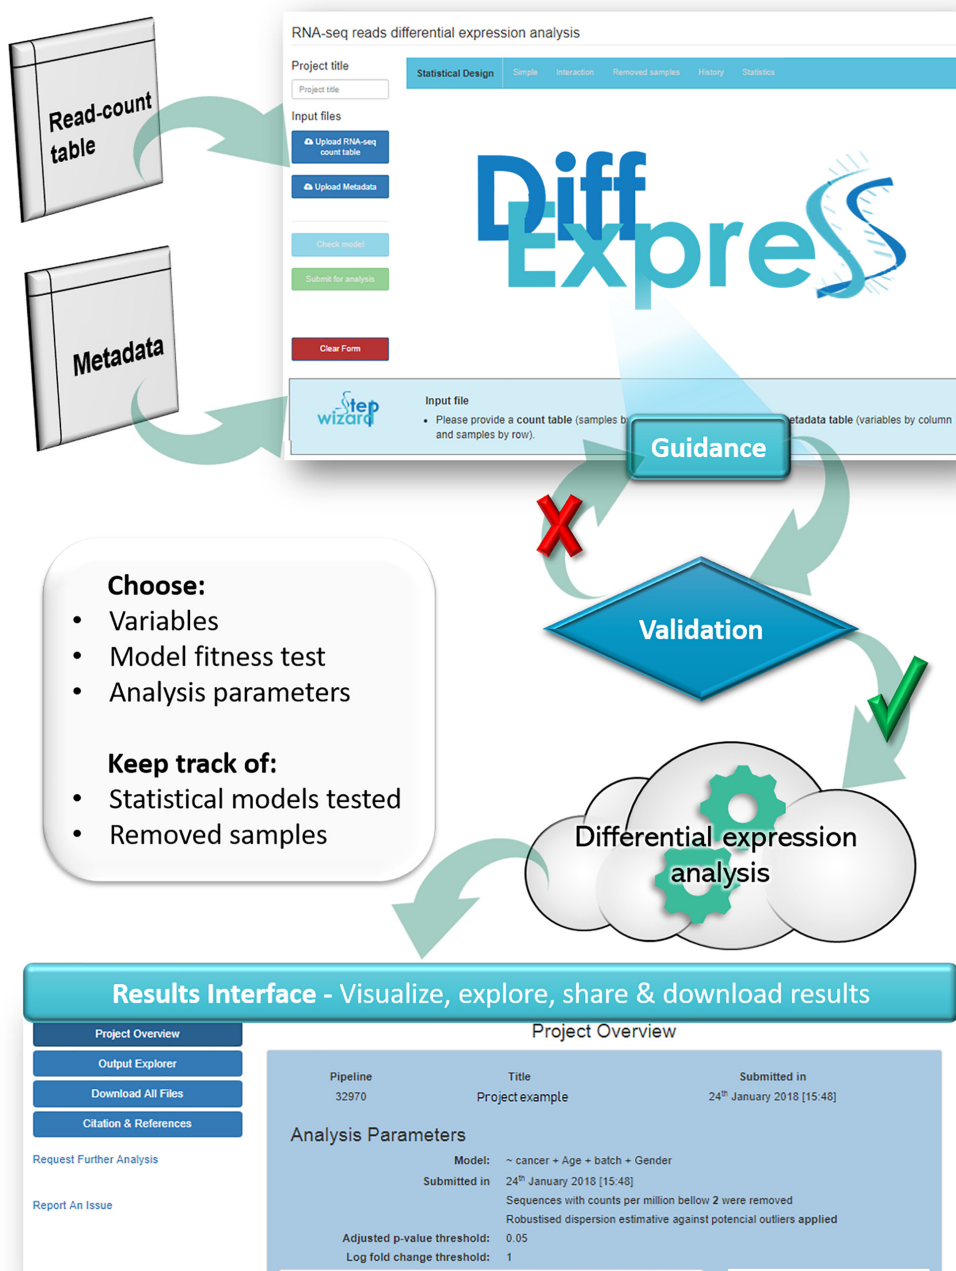 RNA-seq reads differential expression analysis
Read-count
table
Project title
Project title
Input files
Upload RNA-seq
count table
Upload Metadata
Check model
Submit for analysis
Clear Form
Statistical Design Simple Interaction Removed samples History Statistics
Diff
Express
Metadata
Step
wizard
Input file
• Please provide a count table (samples by etadata table (variables by column
and samples by row).
Guidance
Validation
Choose:
• Variables
• Model fitness test
• Analysis parameters
Keep track of:
• Statistical models tested
• Removed samples
Differential expression
analysis
Results Interface - Visualize, explore, share & download results
Project Overview
Output Explorer
Download All Files
Citation & References
Request Further Analysis
Report An Issue
Project Overview
Pipeline Title Submitted in
32970 Project example 24th January 2018 [15:48]
Analysis Parameters
Model: ~ cancer + Age + batch + Gender
Submitted in 24th January 2018 [15:48]
Sequences with counts per million bellow 2 were removed
Robustised dispersion estimative against potencial outliers applied
Adjusted p-value threshold: 0.05
Log fold change threshold: 1